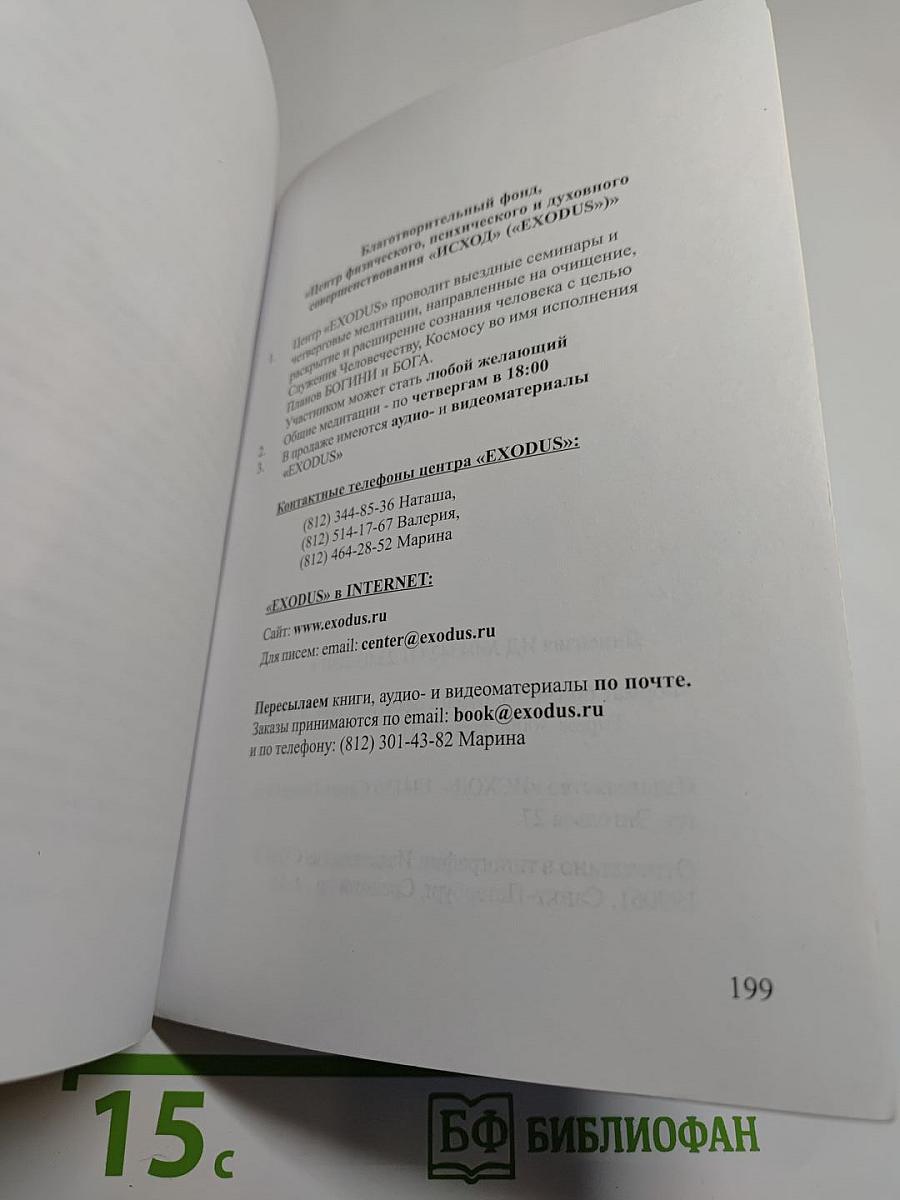 Благотворительный фонд,
«Центр физического, психического и духовного
совершенствования «ИСХОД» («EXODUS»)»
1. Центр «EXODUS» проводит выездные семинары и
четверговые медитации, направленные на очищение,
раскрытие и расширение сознания человека с целью
Служения Человечеству, Космосу во имя исполнения
Планов БОГИНИ и БОГА.
Участником может стать любой желающий
2. Общие медитации - по четвергам в 18:00
3. В продаже имеются аудио- и видеоматериалы
«EXODUS»
Контактные телефоны центра «EXODUS»:
(812) 344-85-36 Наташа,
(812) 514-17-67 Валерия,
(812) 464-28-52 Марина
«EXODUS» в INTERNET:
Сайт: www.exodus.ru
Для писем: email: center@exodus.ru
Пересылаем книги, аудио- и видеоматериалы по почте.
Заказы принимаются по email: book@exodus.ru
и по телефону: (812) 301-43-82 Марина
199
15 с
БФ БИБЛИОФАН